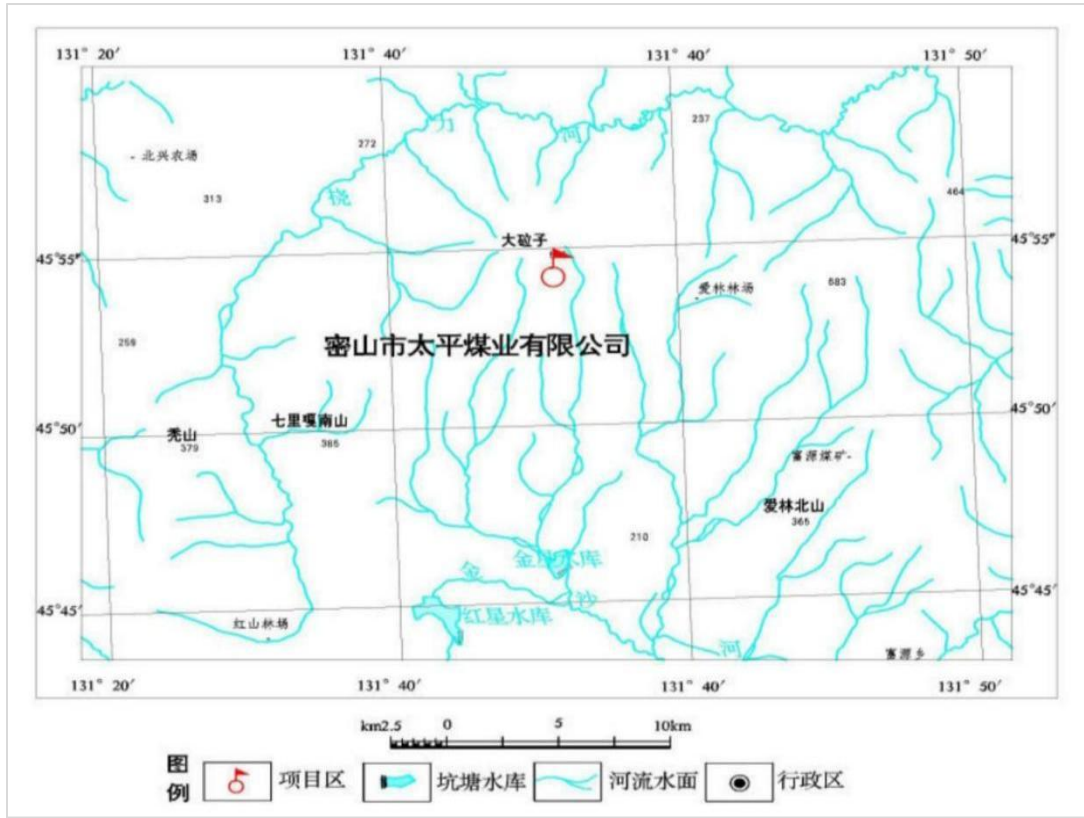 131° 20′ 131° 40′ 131° 40′ 131° 50′
力
河
237
272
北兴农场
464
313
桡
大砬子
45°55′ 45°55′
683
爱林林场
259
密山市太平煤业有限公司
45°50′ 45°50′
七里嘎南山
385
秃山
379
富源煤矿
爱林北山
365
210
金沙水库
金
沙
45°45′ 45°45′
红星水库
红山林场
河
富源乡
131° 20′ 131° 40′ 131° 40′ 131° 50′
km2.5 0 5 10km
图例
项目区 坑塘水库 河流水面 行政区